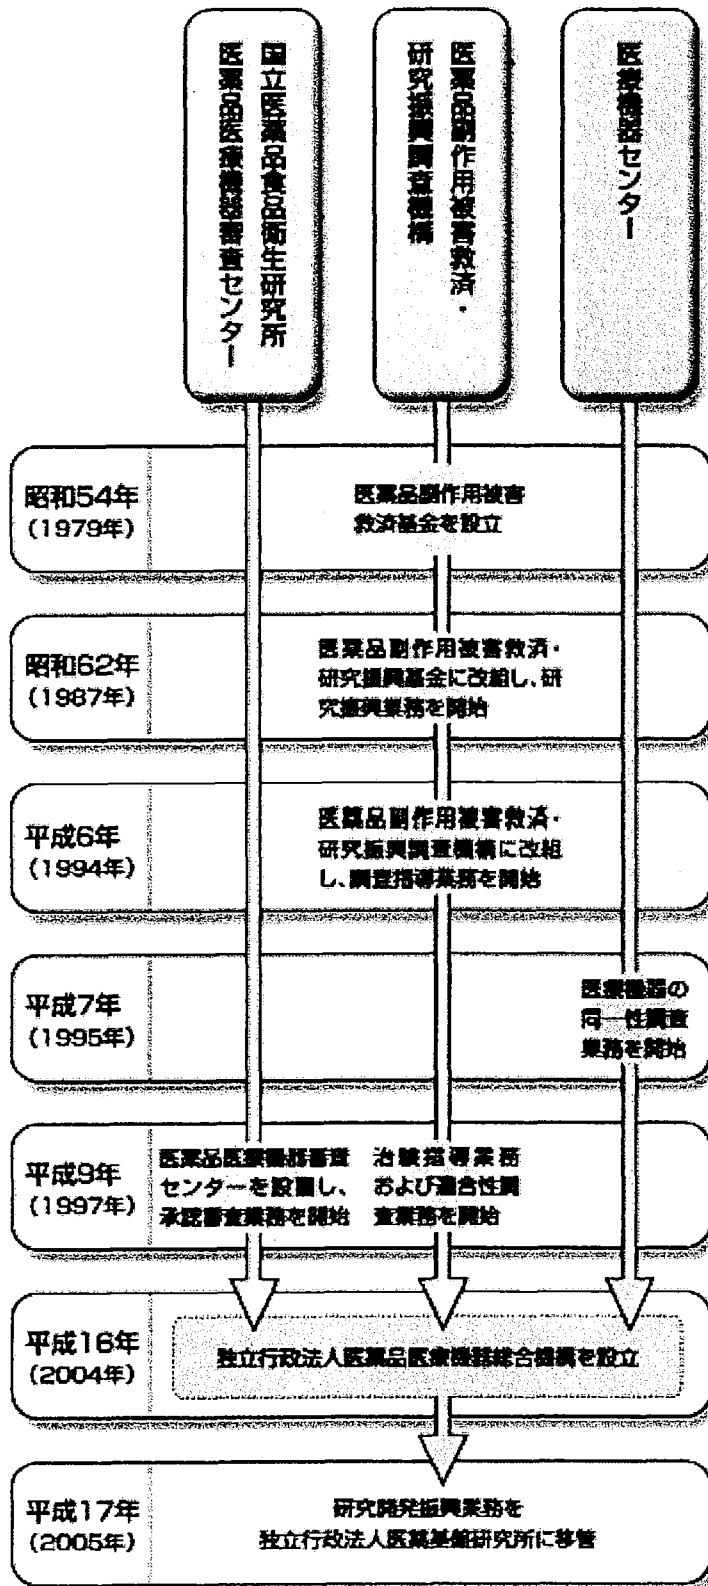 国立医薬品食品衛生研究所
医薬品医療機器審査センター
医薬品副作用被害救済・
研究振興調査機構
医療機器センター
昭和54年
(1979年)
医薬品副作用被害
救済基金を設立
昭和62年
(1987年)
医薬品副作用被害救済・
研究振興基金に改組し、研
究振興業務を開始
平成6年
(1994年)
医薬品副作用被害救済・
研究振興調査機構に改組
し、調査指導業務を開始
平成7年
(1995年)
医療機器の
同一性調査
業務を開始
平成9年
(1997年)
医薬品医療機器審査
センターを設置し、
承認審査業務を開始
治験指導業務
および適合性調
査業務を開始
平成16年
(2004年)
独立行政法人医薬品医療機器総合機構を設立
平成17年
(2005年)
研究開発振興業務を
独立行政法人医薬基盤研究所に移管